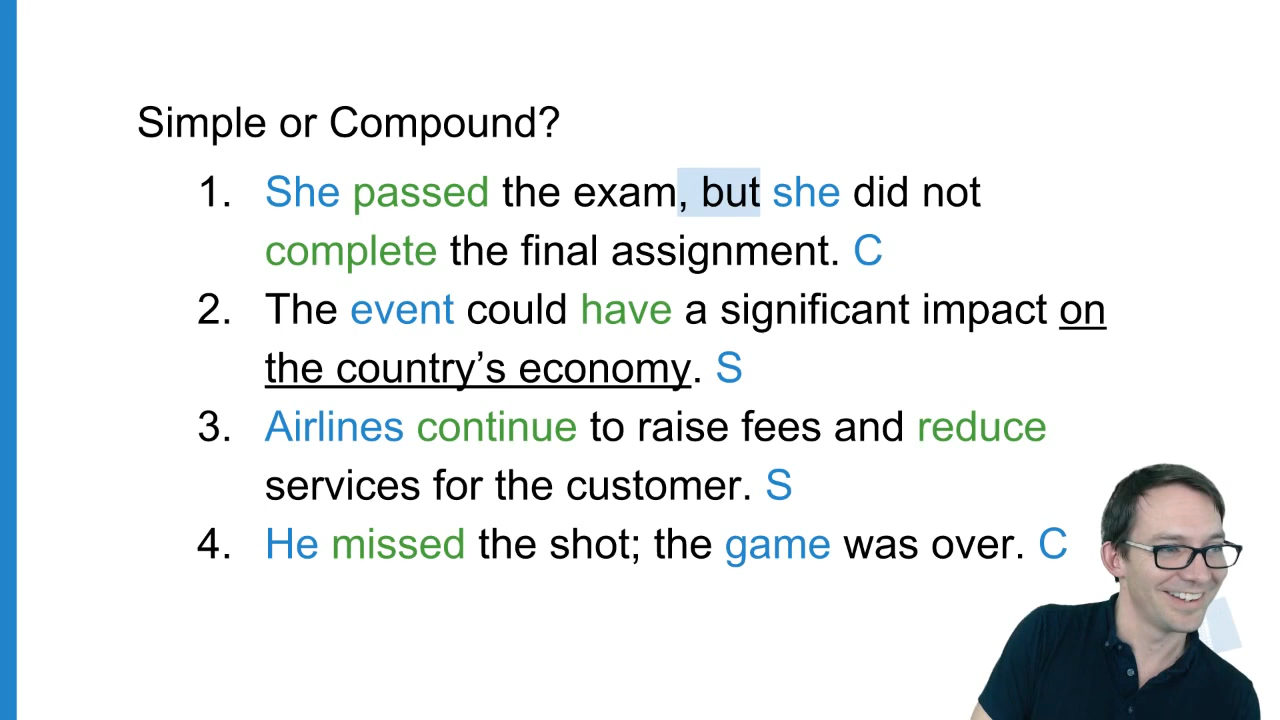 Simple or Compound?
1. She passed the exam, but she did not
complete the final assignment. C
2. The event could have a significant impact on
the country’s economy. S
3. Airlines continue to raise fees and reduce
services for the customer. S
4. He missed the shot; the game was over. C